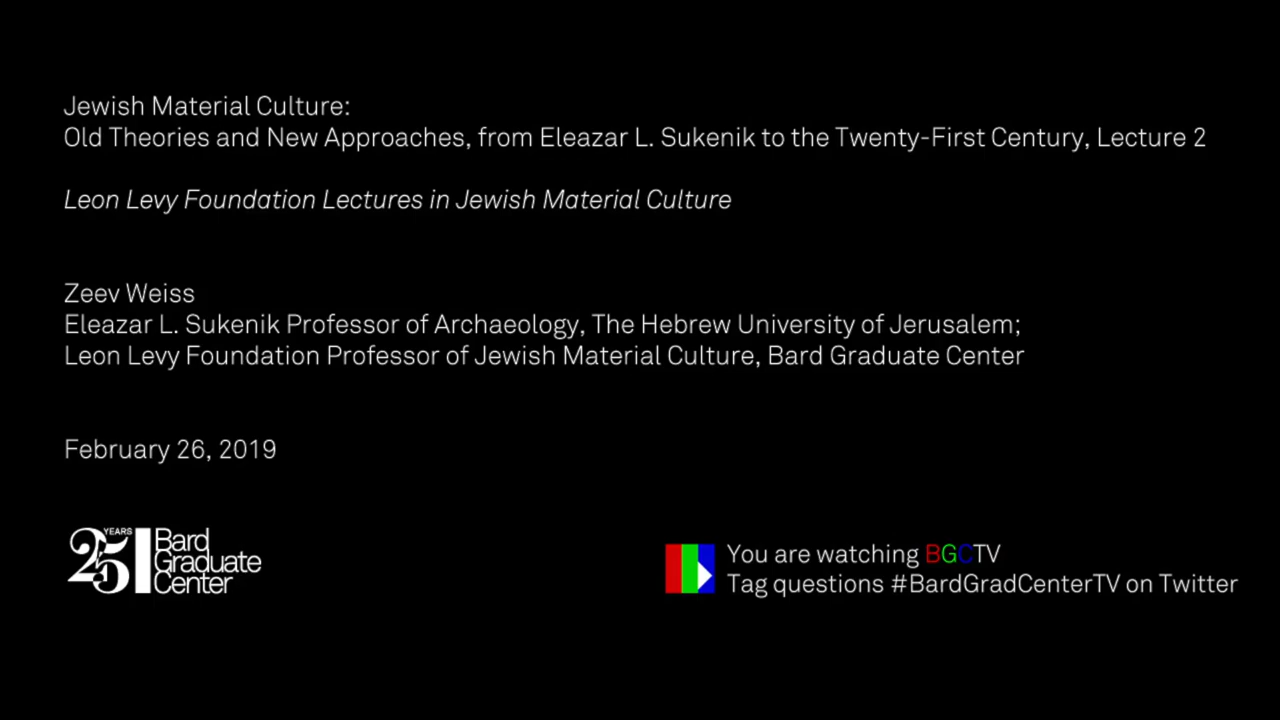 Jewish Material Culture:
Old Theories and New Approaches, from Eleazar L. Sukenik to the Twenty-First Century, Lecture 2
Leon Levy Foundation Lectures in Jewish Material Culture
Zeev Weiss
Eleazar L. Sukenik Professor of Archaeology, The Hebrew University of Jerusalem;
Leon Levy Foundation Professor of Jewish Material Culture, Bard Graduate Center
February 26, 2019
25 YEARS
Bard
Graduate
Center
You are watching BGCTV
Tag questions #BardGradCenterTV on Twitter